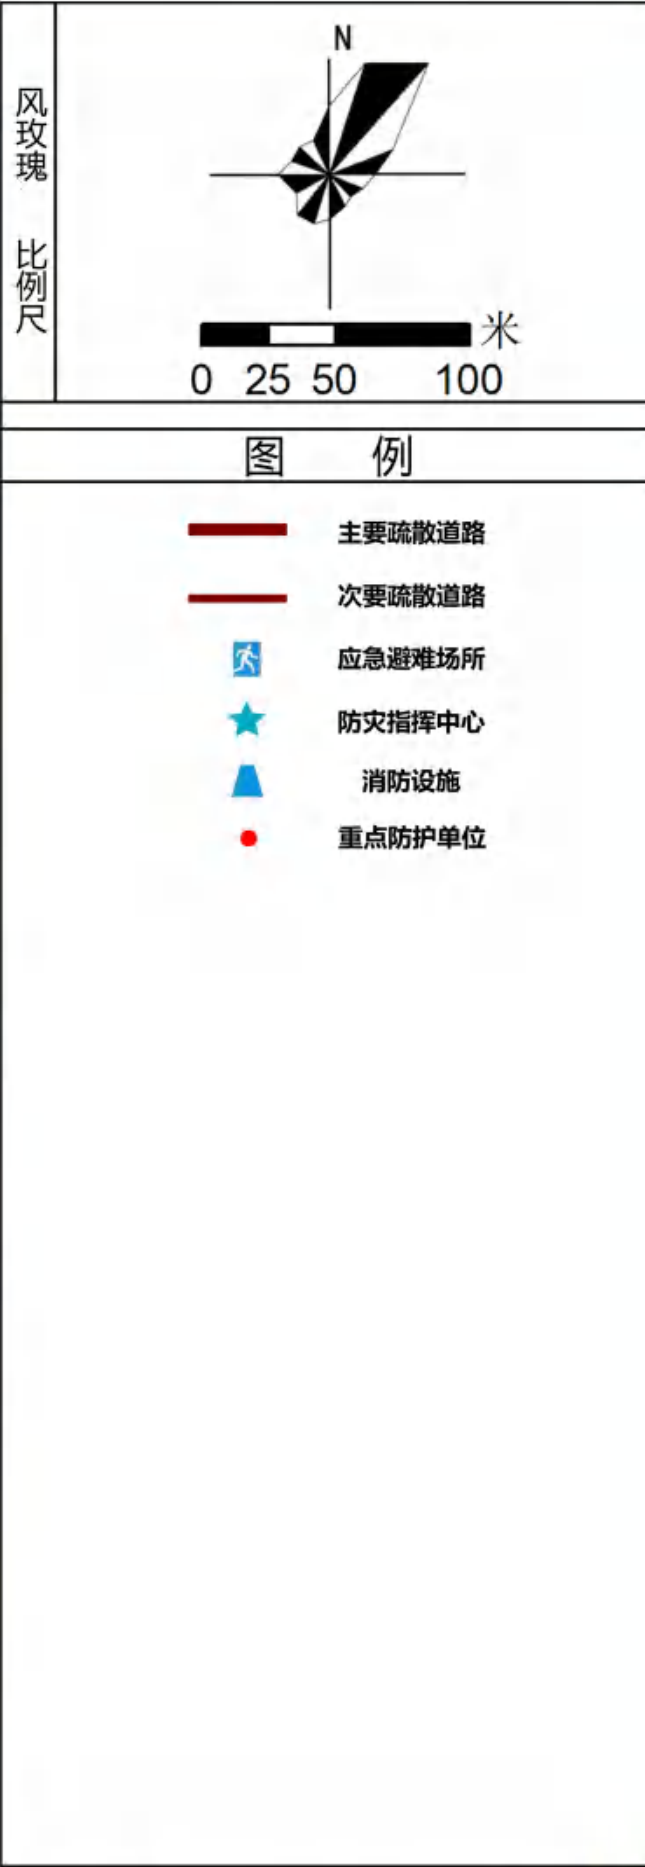 N
风玫瑰 比例尺
米
0 25 50 100
图 例
主要疏散道路
次要疏散道路
应急避难场所
防灾指挥中心
消防设施
重点防护单位